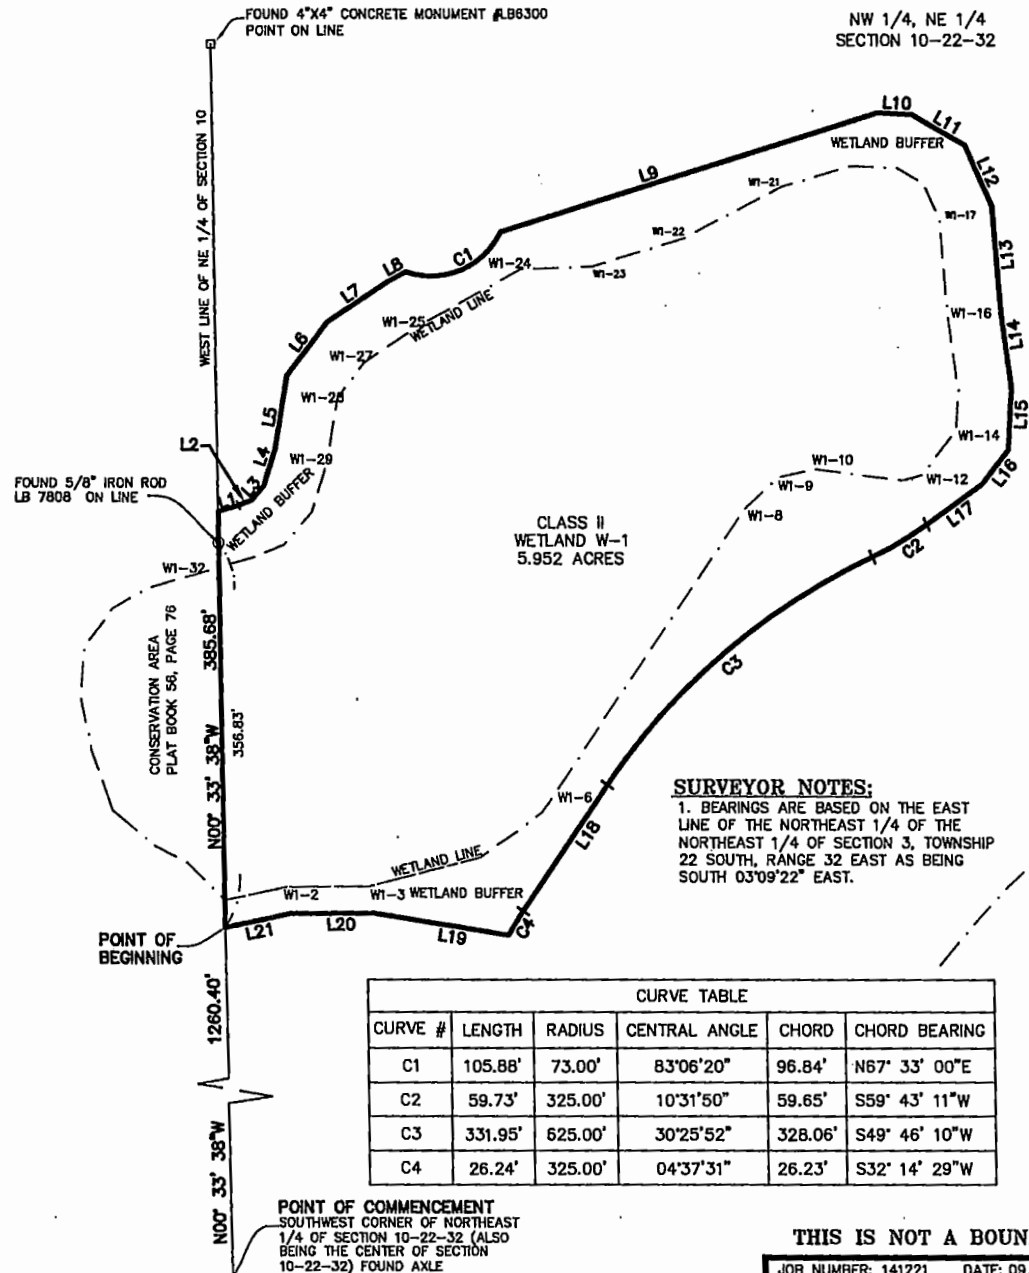 FOUND 4"X4" CONCRETE MONUMENT #LB6300
POINT ON LINE
NW 1/4, NE 1/4
SECTION 10-22-32
WEST LINE OF NE 1/4 OF SECTION 10
L10
L11
WETLAND BUFFER
L12
L9
W1-21
W1-17
W1-22
L13
C1
W1-24
W1-23
L8
L7
W1-25
WETLAND LINE
W1-16
L14
L6
W1-27
W1-28
L5
L15
L2
W1-14
L4
W1-29
L16
FOUND 5/8" IRON ROD
LB 7808 ON LINE
L1
L3
WETLAND BUFFER
W1-10
W1-9
W1-12
W1-8
L17
CLASS II
WETLAND W-1
5.952 ACRES
C2
W1-32
CONSERVATION AREA
PLAT BOOK 56, PAGE 76
385.68'
N00° 33' 38"W
356.83'
C3
W1-6
L18
SURVEYOR NOTES:
1. BEARINGS ARE BASED ON THE EAST
LINE OF THE NORTHEAST 1/4 OF THE
NORTHEAST 1/4 OF SECTION 3, TOWNSHIP
22 SOUTH, RANGE 32 EAST AS BEING
SOUTH 03°09'22" EAST.
WETLAND LINE
W1-2
W1-3 WETLAND BUFFER
C4
L21
L20
L19
POINT OF
BEGINNING
1260.40'
N00° 33' 38"W
CURVE TABLE
CURVE # LENGTH RADIUS CENTRAL ANGLE CHORD CHORD BEARING
C1 105.88' 73.00' 83°06'20" 96.84' N67° 33' 00"E
C2 59.73' 325.00' 10°31'50" 59.65' S59° 43' 11"W
C3 331.95' 625.00' 30°25'52" 328.06' S49° 46' 10"W
C4 26.24' 325.00' 04°37'31" 26.23' S32° 14' 29"W
POINT OF COMMENCEMENT
SOUTHWEST CORNER OF NORTHEAST
1/4 OF SECTION 10-22-32 (ALSO
BEING THE CENTER OF SECTION
10-22-32) FOUND AXLE
THIS IS NOT A BOUN
JOB NUMBER: 141221 DATE: 09